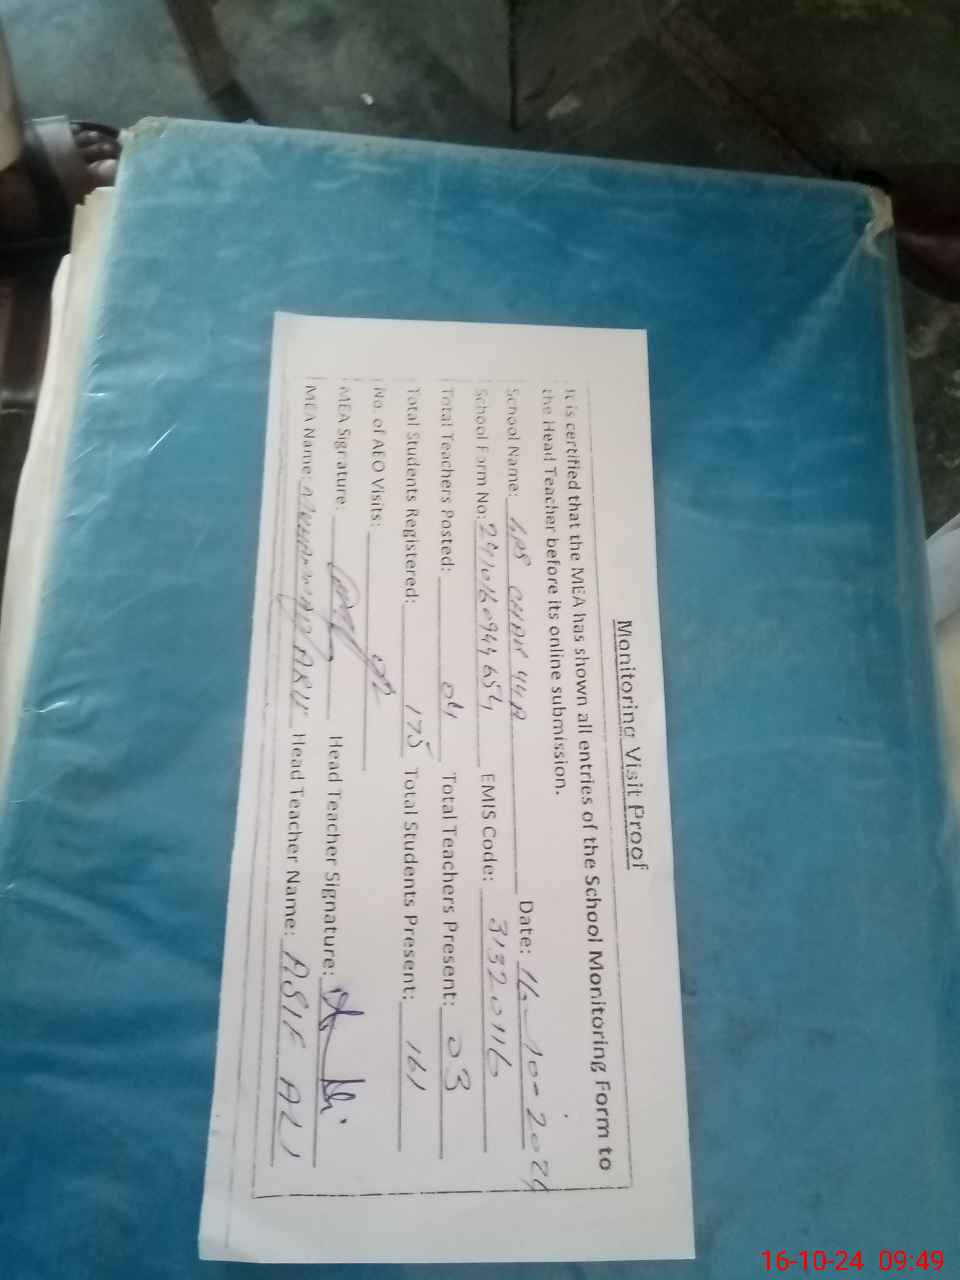 Monitoring Visit Proof
It is certified that the MEA has shown all entries of the School Monitoring Form to
the Head Teacher before its online submission.
School Name: GPS CHAK 44A Date: 16-10-2024
School Form No: EMIS Code: 31320116
Total Teachers Posted: 04 Total Teachers Present: 03
Total Students Registered: 175 Total Students Present: 161
No. of AEO Visits: 02
MEA Signature: Head Teacher Signature:
MEA Name: MUHAMMAD Head Teacher Name: ASIF ALI
16-10-24 09:49